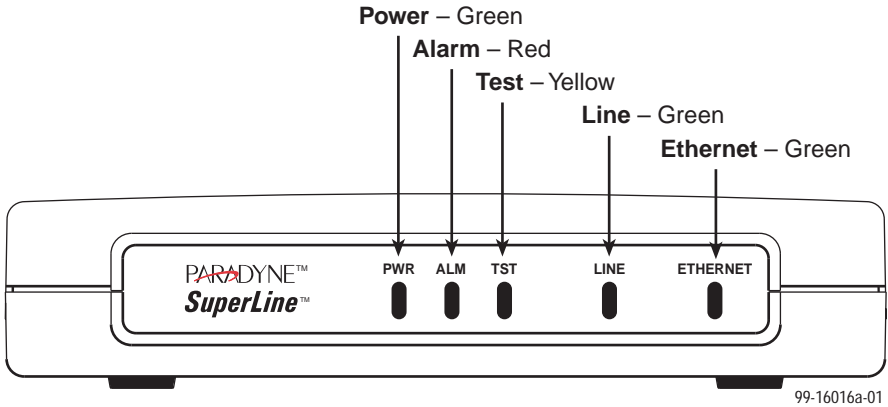 Power – Green
Alarm – Red
Test – Yellow
Line – Green
Ethernet – Green
PARADYNE™
SuperLine™
PWR ALM TST LINE ETHERNET
99-16016a-01